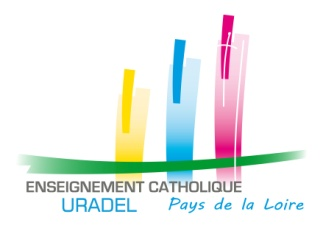 ENSEIGNEMENT CATHOLIQUE
URADEL Pays de la Loire